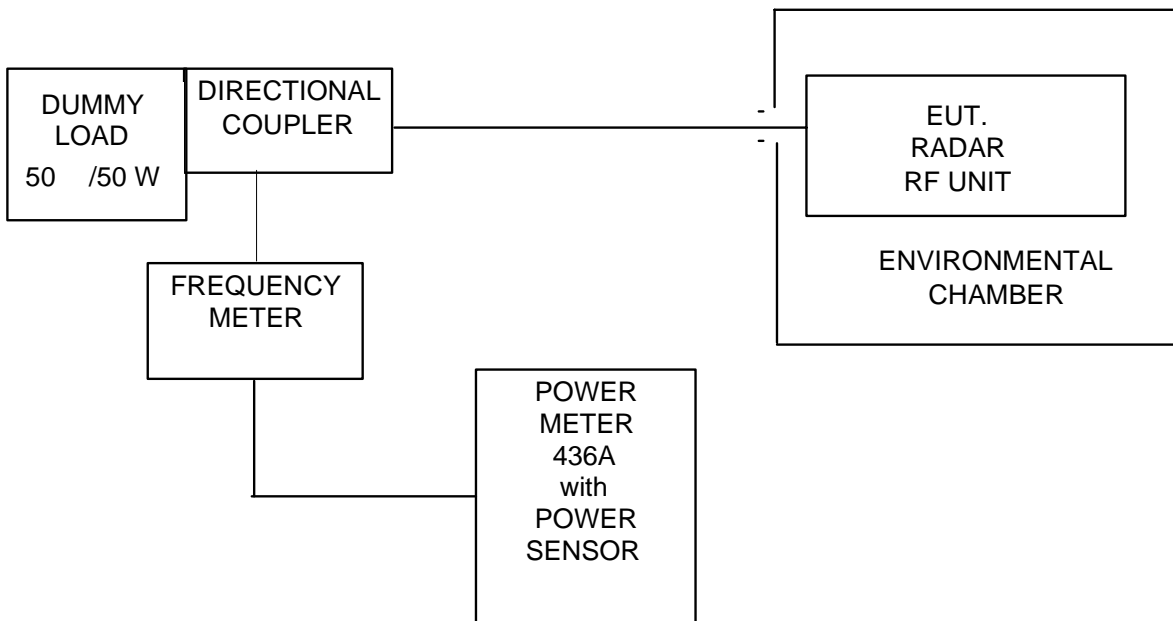 DUMMY
LOAD
50 /50 W
DIRECTIONAL
COUPLER
EUT.
RADAR
RF UNIT
ENVIRONMENTAL
CHAMBER
FREQUENCY
METER
POWER
METER
436A
with
POWER
SENSOR